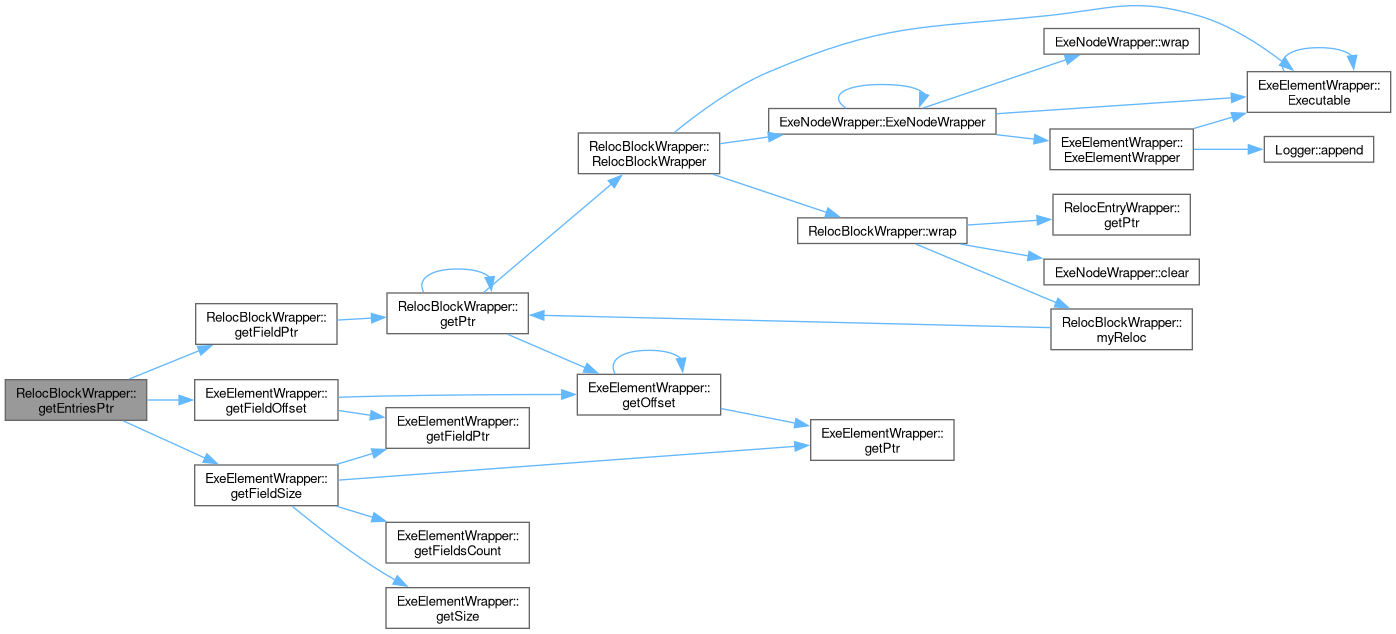 RelocBlockWrapper::
getEntriesPtr
RelocBlockWrapper::
getFieldPtr
ExeElementWrapper::
getFieldOffset
ExeElementWrapper::
getFieldSize
RelocBlockWrapper::
getPtr
ExeElementWrapper::
getFieldPtr
ExeElementWrapper::
getFieldsCount
ExeElementWrapper::
getSize
RelocBlockWrapper::
RelocBlockWrapper
ExeElementWrapper::
getOffset
ExeNodeWrapper::ExeNodeWrapper
RelocBlockWrapper::wrap
ExeElementWrapper::
getPtr
ExeNodeWrapper::wrap
ExeElementWrapper::
ExeElementWrapper
RelocEntryWrapper::
getPtr
ExeNodeWrapper::clear
RelocBlockWrapper::
myReloc
ExeElementWrapper::
Executable
Logger::append